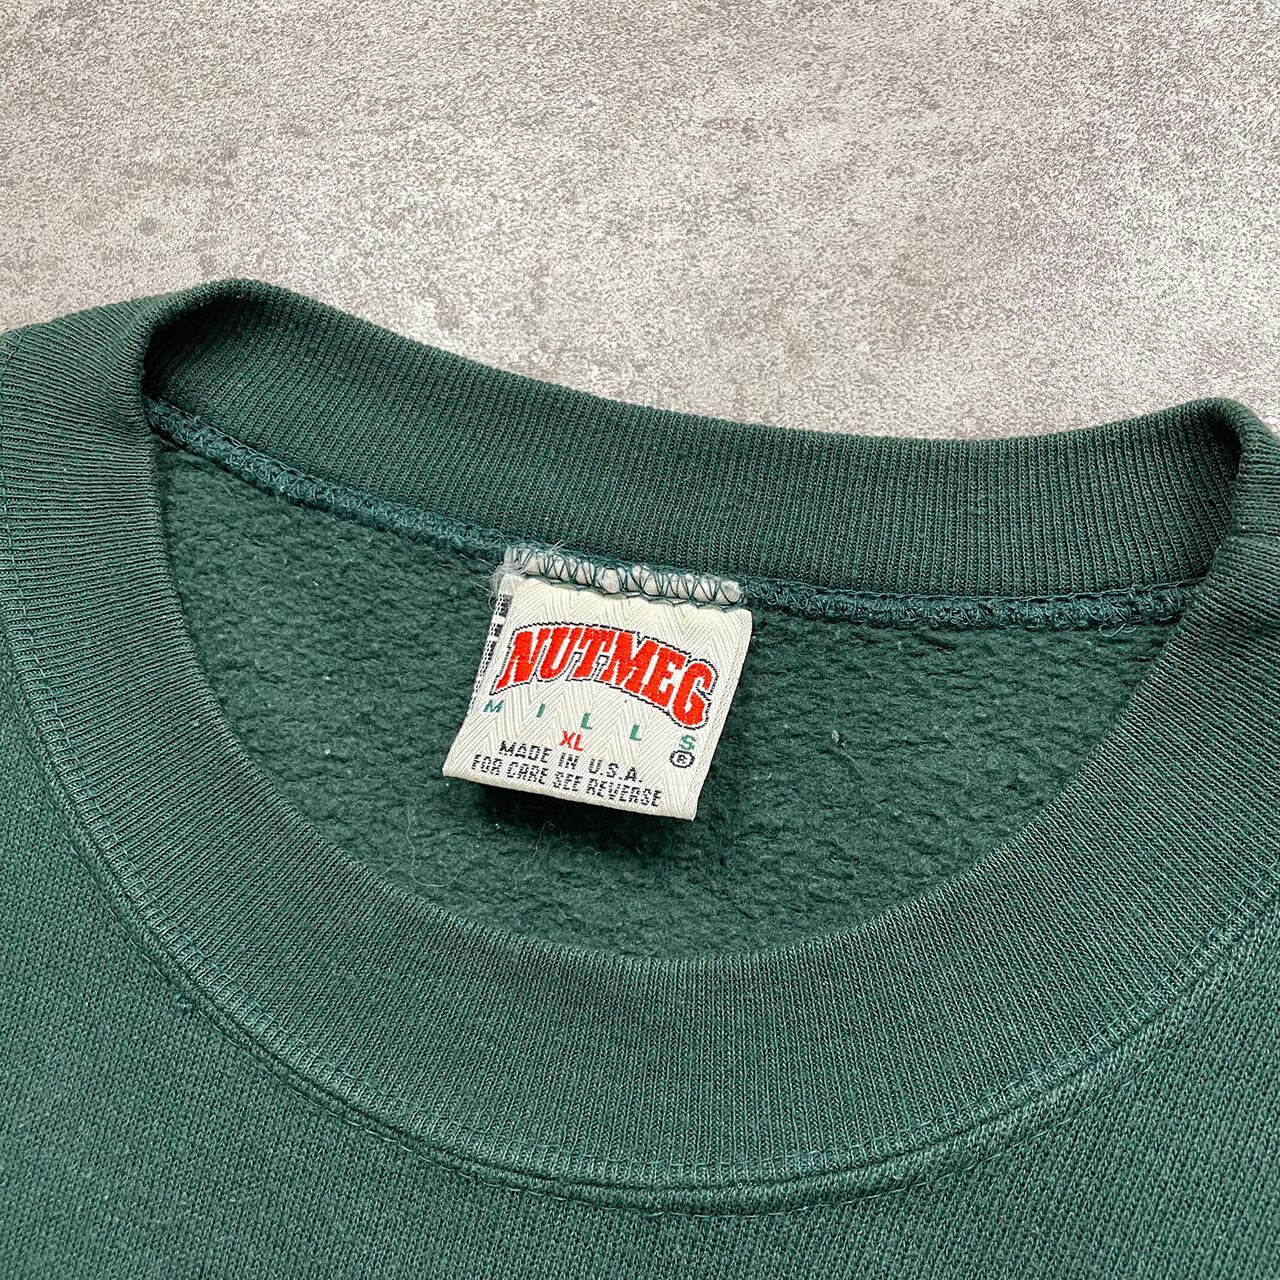 NUTMEG
MILLS
XL
®
MADE IN U.S.A.
FOR CARE SEE REVERSE